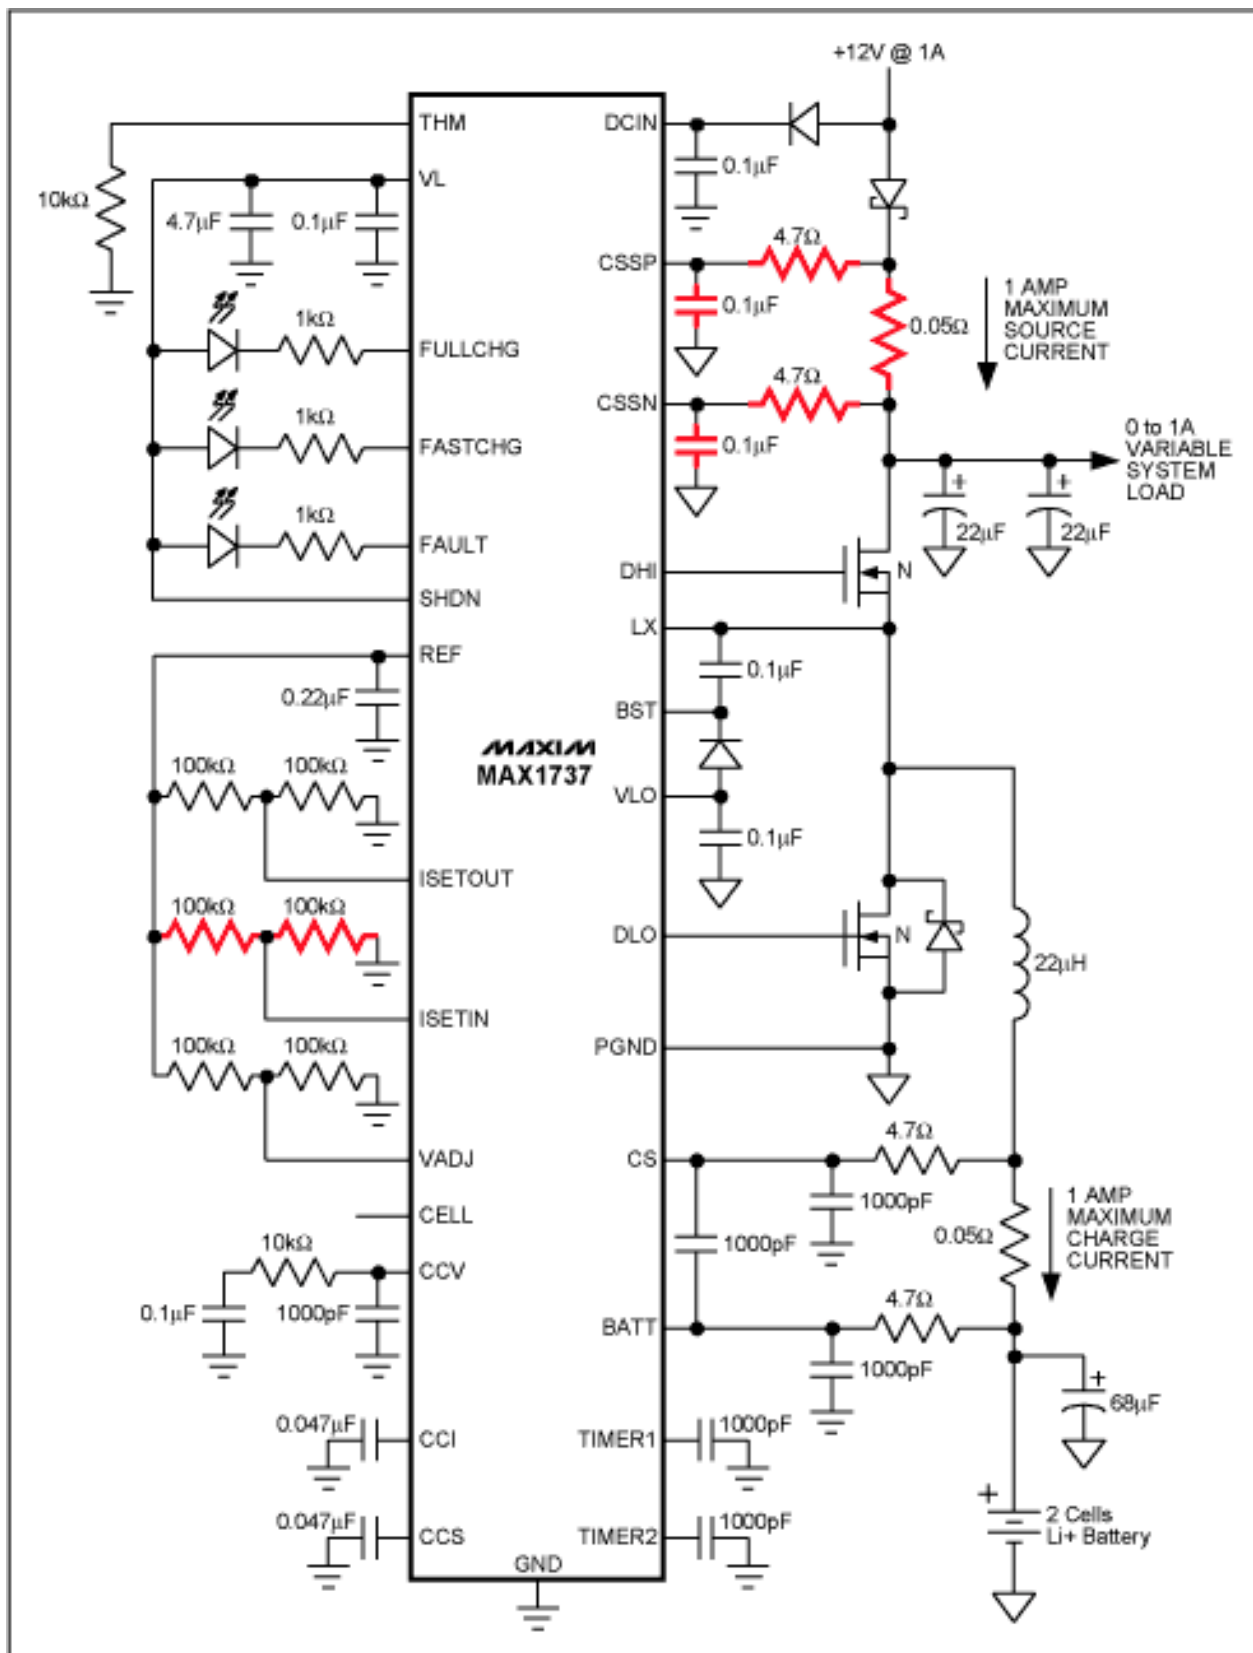 +12V @ 1A
THM
DCIN
0.1µF
10kΩ
VL
4.7µF
0.1µF
4.7Ω
CSSP
0.1µF
1 AMP
MAXIMUM
SOURCE
CURRENT
0.05Ω
1kΩ
FULLCHG
4.7Ω
CSSN
0.1µF
1kΩ
FASTCHG
0 to 1A
VARIABLE
SYSTEM
LOAD
1kΩ
FAULT
22µF
22µF
DHI
N
SHDN
LX
REF
0.22µF
0.1µF
BST
MAXIM
MAX1737
100kΩ
100kΩ
VLO
0.1µF
ISETOUT
100kΩ
100kΩ
DLO
N
22µH
ISETIN
100kΩ
100kΩ
PGND
VADJ
4.7Ω
CS
1000pF
1 AMP
MAXIMUM
CHARGE
CURRENT
0.05Ω
CELL
10kΩ
1000pF
CCV
0.1µF
1000pF
4.7Ω
BATT
1000pF
68µF
0.047µF
CCI
TIMER1
1000pF
0.047µF
CCS
TIMER2
1000pF
2 Cells
Li+ Battery
GND